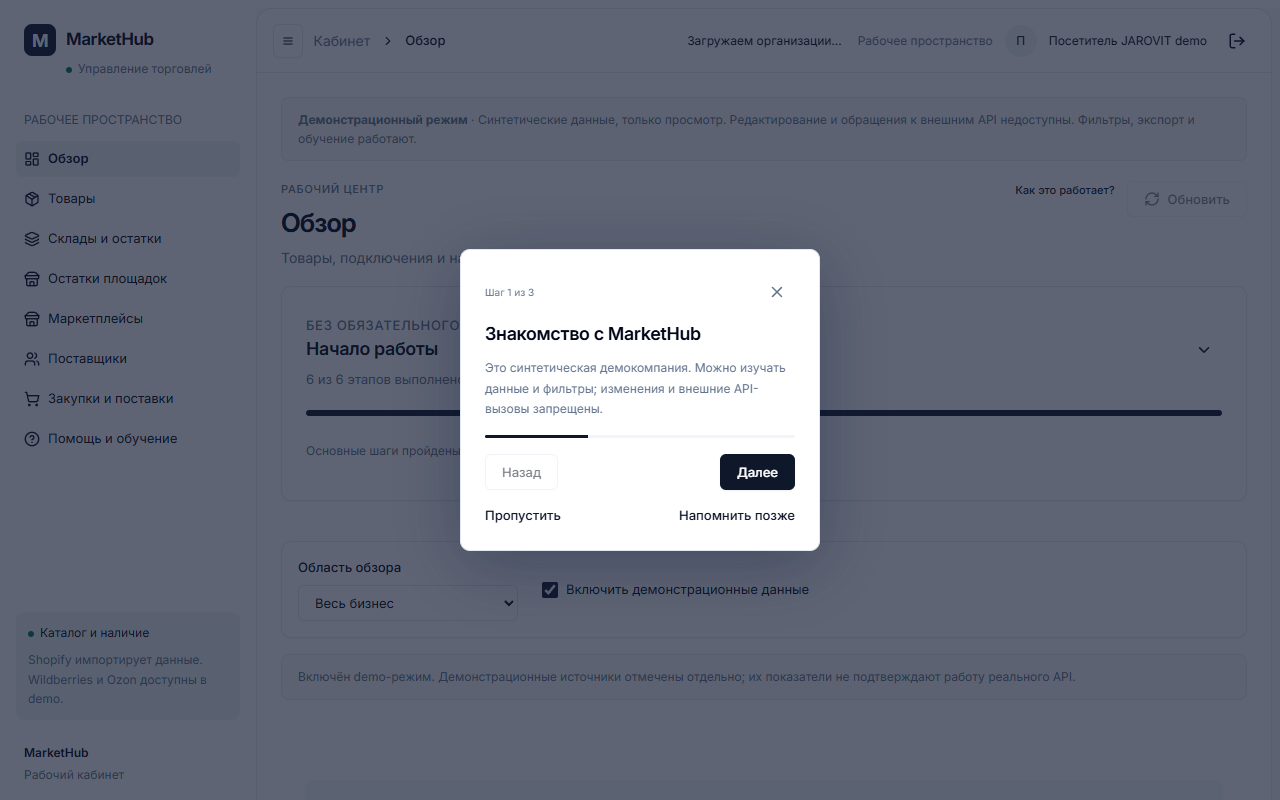 M MarketHub
Управление торговлей
РАБОЧЕЕ ПРОСТРАНСТВО
Обзор
Товары
Склады и остатки
Остатки площадок
Маркетплейсы
Поставщики
Закупки и поставки
Помощь и обучение
Каталог и наличие
Shopify импортирует данные.
Wildberries и Ozon доступны в
demo.
MarketHub
Рабочий кабинет
Кабинет > Обзор
Загружаем организации...
Рабочее пространство
П
Посетитель JAROVIT demo
Демонстрационный режим · Синтетические данные, только просмотр. Редактирование и обращения к внешним API недоступны. Фильтры, экспорт и
обучение работают.
РАБОЧИЙ ЦЕНТР
Обзор
Товары, подключения и
Как это работает?
Обновить
БЕЗ ОБЯЗАТЕЛЬНОГО
Начало работы
6 из 6 этапов
Основные шаги пройдены
Шаг 1 из 3
Знакомство с MarketHub
Это синтетическая демокомпания. Можно изучать
данные и фильтры; изменения и внешние API-
вызовы запрещены.
Назад
Далее
Пропустить
Напомнить позже
Область обзора
Весь бизнес
Включить демонстрационные данные
Включён demo-режим. Демонстрационные источники отмечены отдельно; их показатели не подтверждают работу реального API.